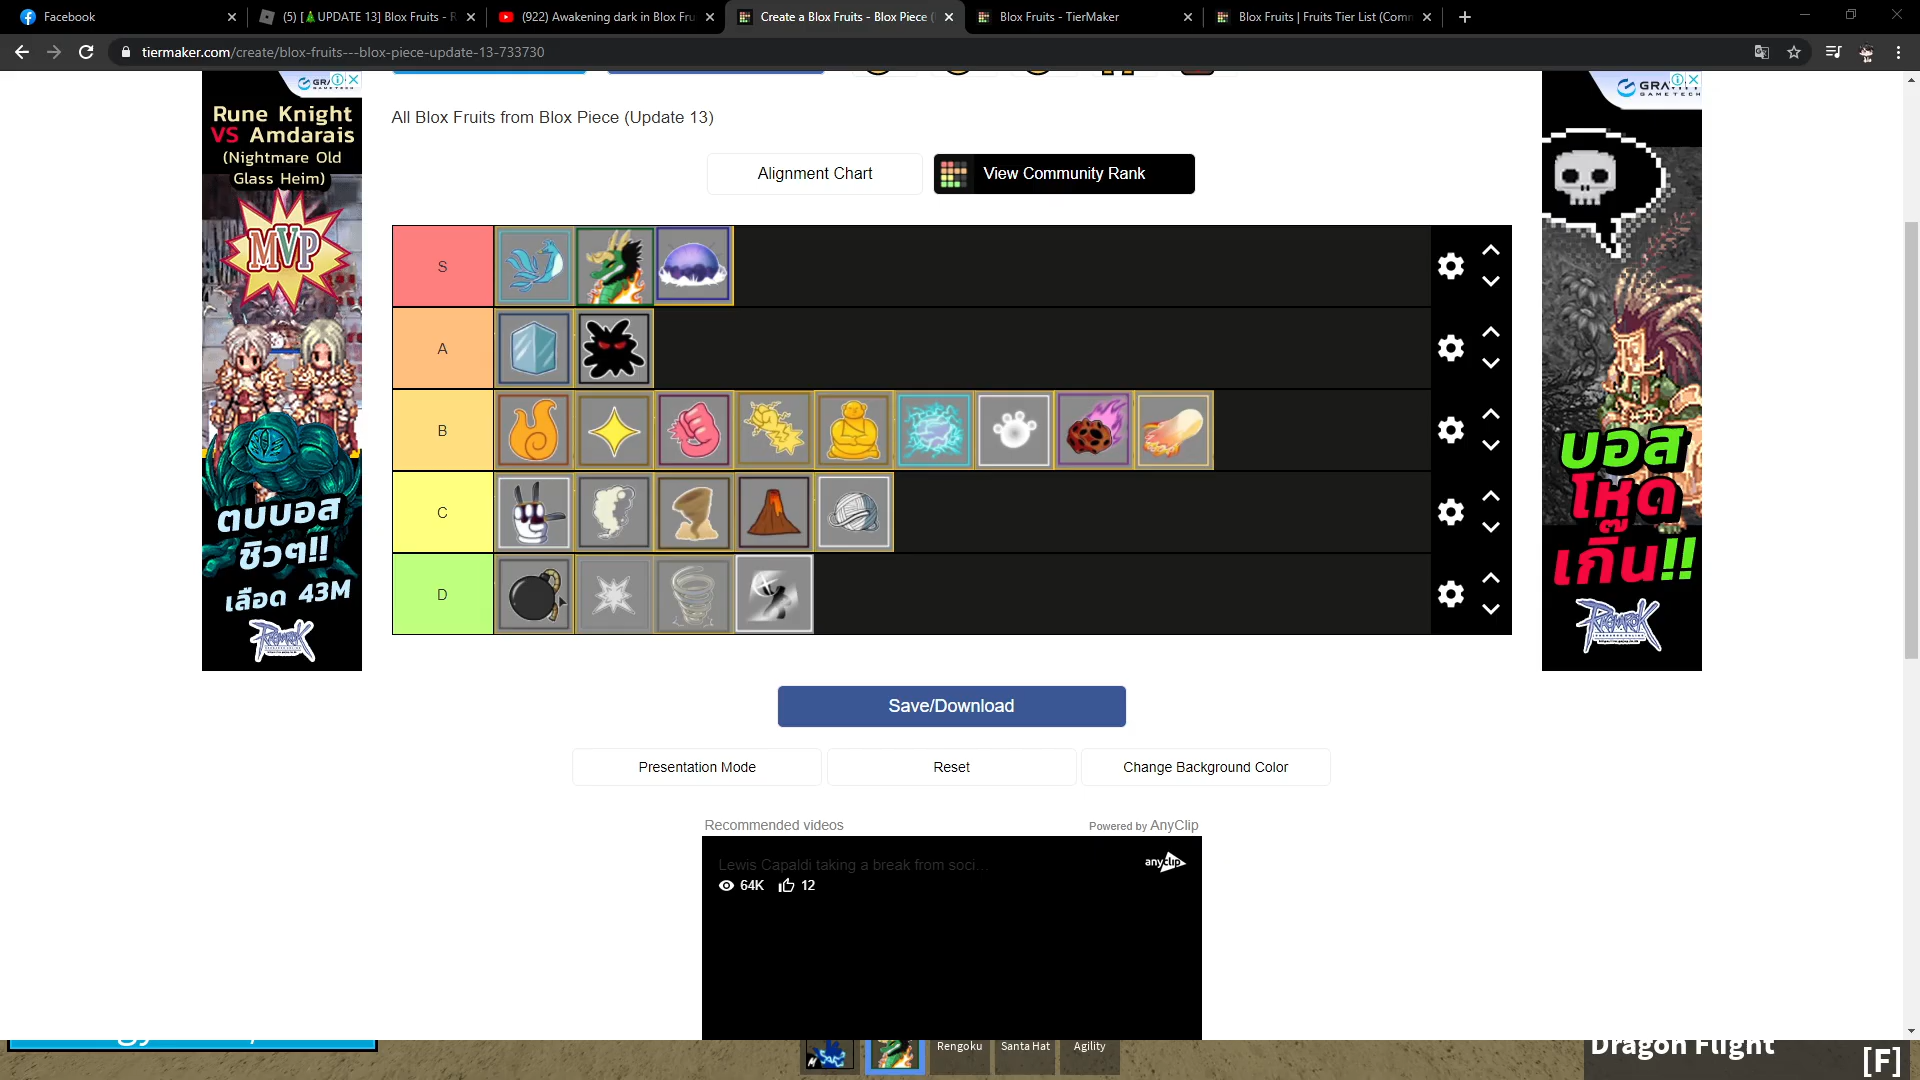 Facebook
(5) [🎄UPDATE 13] Blox Fruits - R
(922) Awakening dark in Blox Fru
Create a Blox Fruits - Blox Piece (
Blox Fruits - TierMaker
Blox Fruits | Fruits Tier List (Com
tiermaker.com/create/blox-fruits---blox-piece-update-13-733730
Rune Knight
VS Amdarais
(Nightmare Old
Glass Heim)
MVP
ตบบอส
ชิวๆ!!
เลือด 43M
RAGNAROK
All Blox Fruits from Blox Piece (Update 13)
Alignment Chart
View Community Rank
S
A
B
C
D
Save/Download
Presentation Mode
Reset
Change Background Color
Recommended videos
Powered by AnyClip
Lewis Capaldi taking a break from soci...
anyclip
64K
12
GAMETECH
บอส
โหด
เกิ๊น!!
RAGNAROK
Rengoku
Santa Hat
Agility
Dragon Flight
[F]